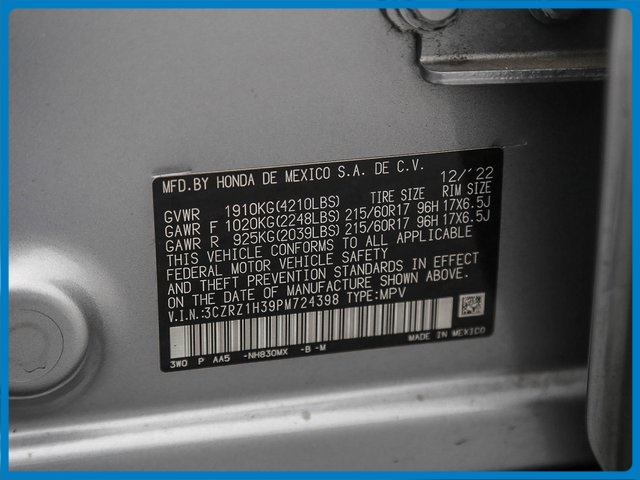 MFD.BY HONDA DE MEXICO S.A. DE C.V. 12/'22
GVWR 1910KG(4210LBS) TIRE SIZE RIM SIZE
GAWR F 1020KG(2248LBS) 215/60R17 96H 17X6.5J
GAWR R 925KG(2039LBS) 215/60R17 96H 17X6.5J
THIS VEHICLE CONFORMS TO ALL APPLICABLE
FEDERAL MOTOR VEHICLE SAFETY
AND THEFT PREVENTION STANDARDS IN EFFECT
ON THE DATE OF MANUFACTURE SHOWN ABOVE.
V.I.N.:3CZRZ1H39PM724398 TYPE:MPV
3W0 P AA5 -NH830MX -B -M MADE IN MEXICO